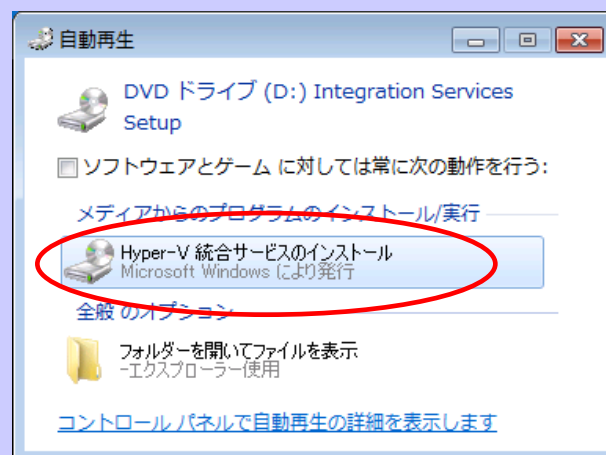 自動再生
DVD ドライブ (D:) Integration Services
Setup
ソフトウェアとゲーム に対しては常に次の動作を行う:
メディアからのプログラムのインストール/実行
Hyper-V 統合サービスのインストール
Microsoft Windows により発行
全般 のオプション
フォルダーを開いてファイルを表示
-エクスプローラー使用
コントロール パネルで自動再生の詳細を表示します